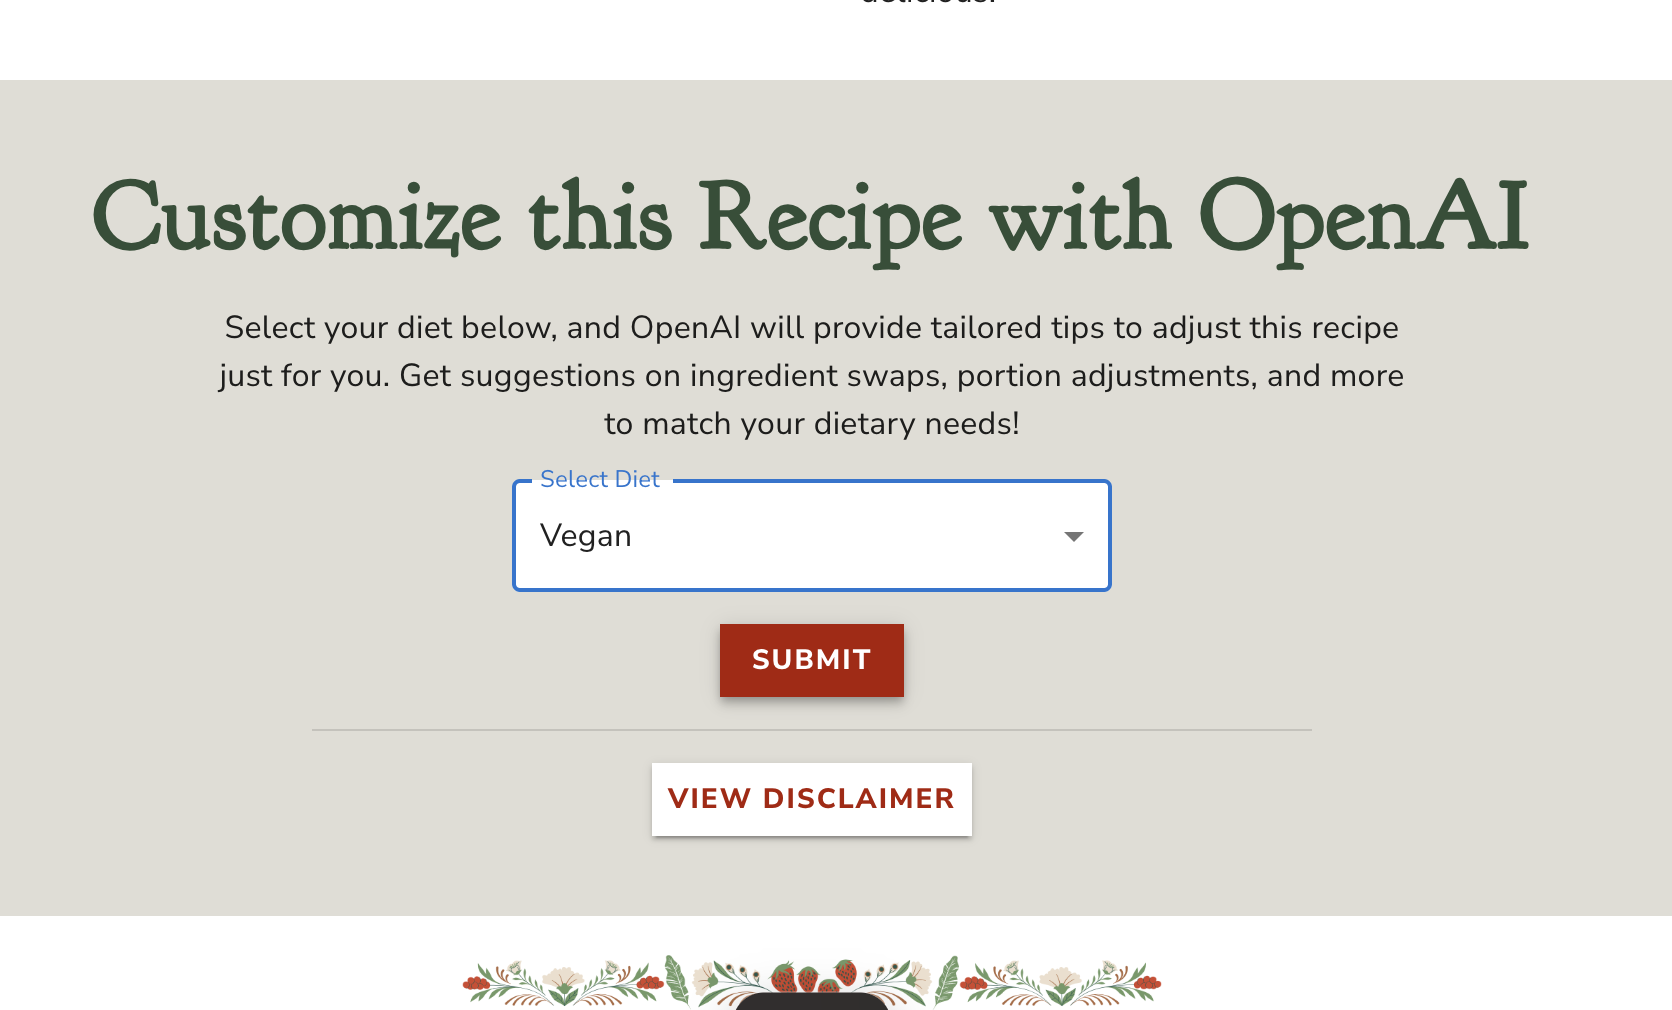 delicious!
Customize this Recipe with OpenAI
Select your diet below, and OpenAI will provide tailored tips to adjust this recipe
just for you. Get suggestions on ingredient swaps, portion adjustments, and more
to match your dietary needs!
Select Diet
Vegan
SUBMIT
VIEW DISCLAIMER